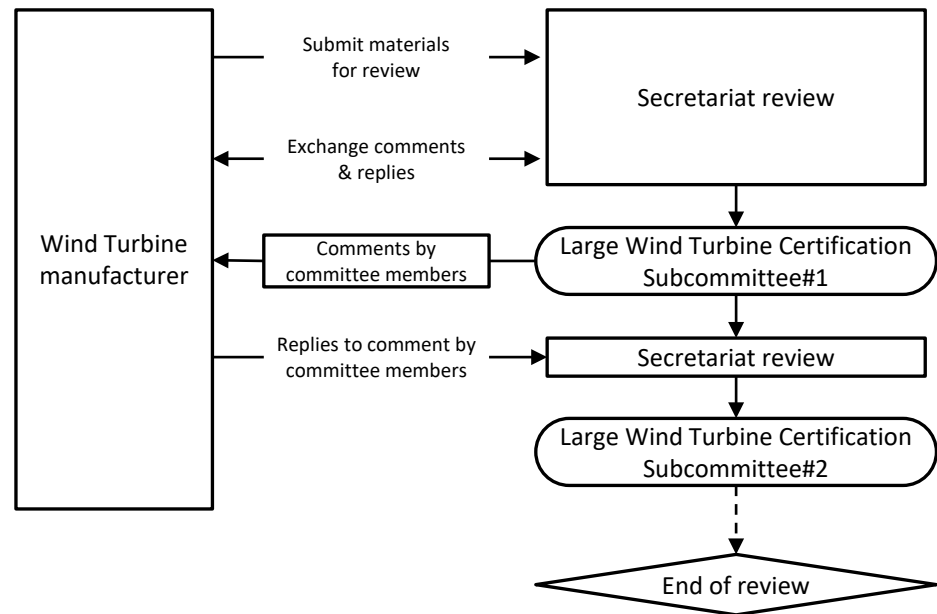 Submit materials
for review
Secretariat review
Exchange comments
& replies
Wind Turbine
manufacturer
Comments by
committee members
Large Wind Turbine Certification
Subcommittee#1
Replies to comment by
committee members
Secretariat review
Large Wind Turbine Certification
Subcommittee#2
End of review